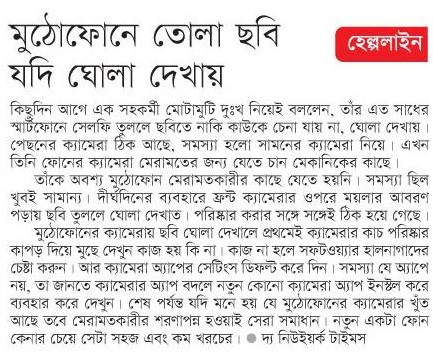 মুঠোফোনে তোলা ছবি
যদি ঘোলা দেখায়
হেল্পলাইন
কিছুদিন আগে এক সহকর্মী মোটামুটি দুঃখ নিয়েই বললেন, তাঁর এত সাধের
স্মার্টফোনে সেলফি তুললে ছবিতে নাকি কাউকে চেনা যায় না, ঘোলা দেখায়।
পেছনের ক্যামেরা ঠিক আছে, সমস্যা হলো সামনের ক্যামেরা নিয়ে। এখন
তিনি ফোনের ক্যামেরা মেরামতের জন্য যেতে চান মেকানিকের কাছে।
তাঁকে অবশ্য মুঠোফোন মেরামতকারীর কাছে যেতে হয়নি। সমস্যা ছিল
খুবই সামান্য। দীর্ঘদিনের ব্যবহারে ফ্রন্ট ক্যামেরার ওপরে ময়লার আবরণ
পড়ায় ছবি তুললে ঘোলা দেখাত। পরিষ্কার করার সঙ্গে সঙ্গেই ঠিক হয়ে গেছে।
মুঠোফোনের ক্যামেরায় ছবি ঘোলা দেখালে প্রথমেই ক্যামেরার কাচ পরিষ্কার
কাপড় দিয়ে মুছে দেখুন কাজ হয় কি না। কাজ না হলে সফটওয়্যার হালনাগাদের
চেষ্টা করুন। আর ক্যামেরা অ্যাপের সেটিংস ডিফল্ট করে দিন। সমস্যা যে অ্যাপে
নয়, তা জানতে ক্যামেরার অ্যাপ বদলে নতুন কোনো ক্যামেরা অ্যাপ ইনস্টল করে
ব্যবহার করে দেখুন। শেষ পর্যন্ত যদি মনে হয় যে মুঠোফোনের ক্যামেরার খুঁত
আছে তবে মেরামতকারীর শরণাপন্ন হওয়াই সেরা সমাধান। নতুন একটা ফোন
কেনার চেয়ে সেটা সহজ এবং কম খরচের। ● দ্য নিউইয়র্ক টাইমস